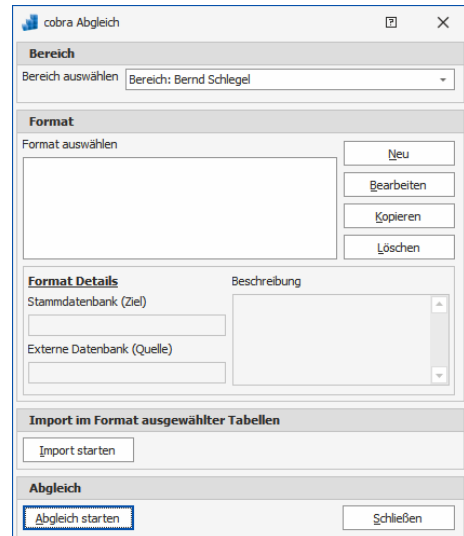 cobra Abgleich
Bereich
Bereich auswählen Bereich: Bernd Schlegel
Format
Format auswählen
Neu
Bearbeiten
Kopieren
Löschen
Format Details
Beschreibung
Stammdatenbank (Ziel)
Externe Datenbank (Quelle)
Import im Format ausgewählter Tabellen
Import starten
Abgleich
Abgleich starten
Schließen